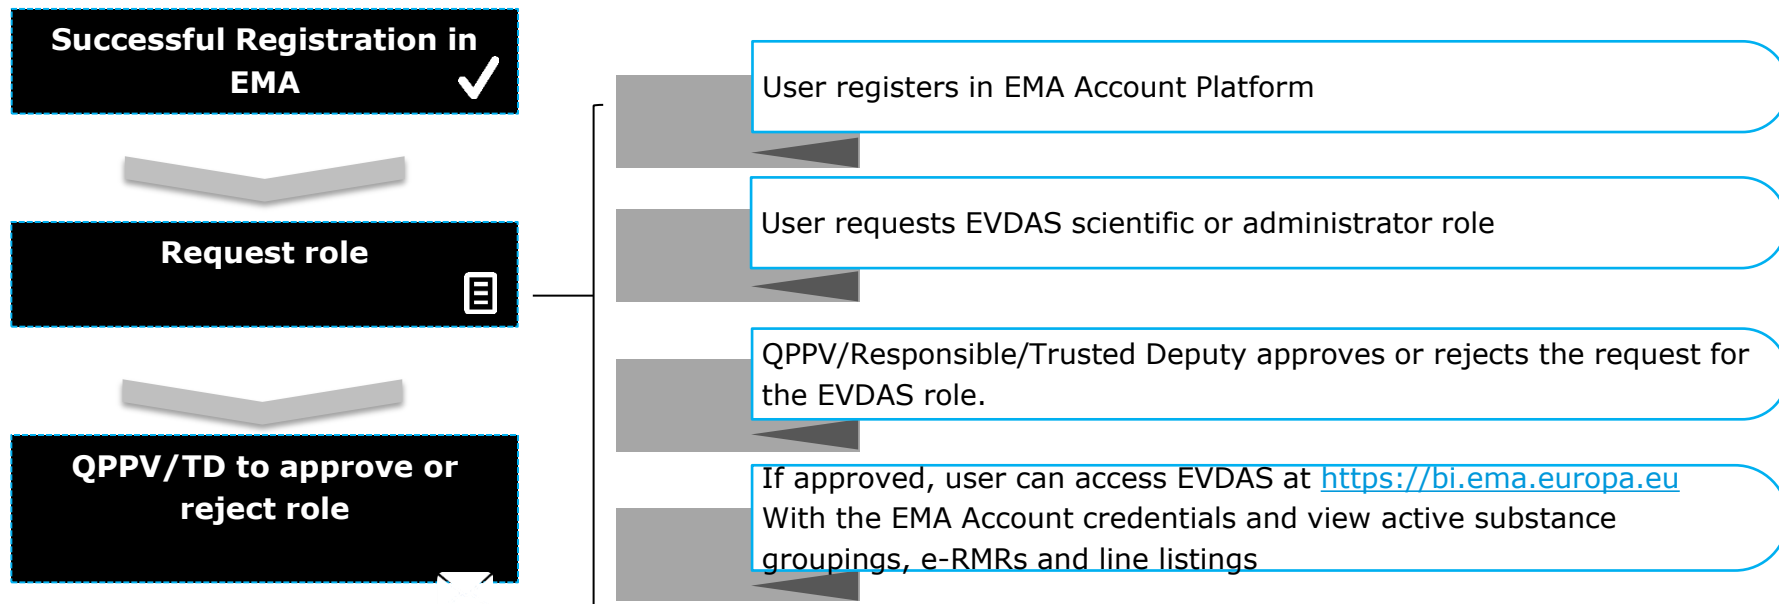 Successful Registration in
EMA
Request role
QPPV/TD to approve or
reject role
User registers in EMA Account Platform
User requests EVDAS scientific or administrator role
QPPV/Responsible/Trusted Deputy approves or rejects the request for
the EVDAS role.
If approved, user can access EVDAS at https://bi.ema.europa.eu
With the EMA Account credentials and view active substance
groupings, e-RMRs and line listings